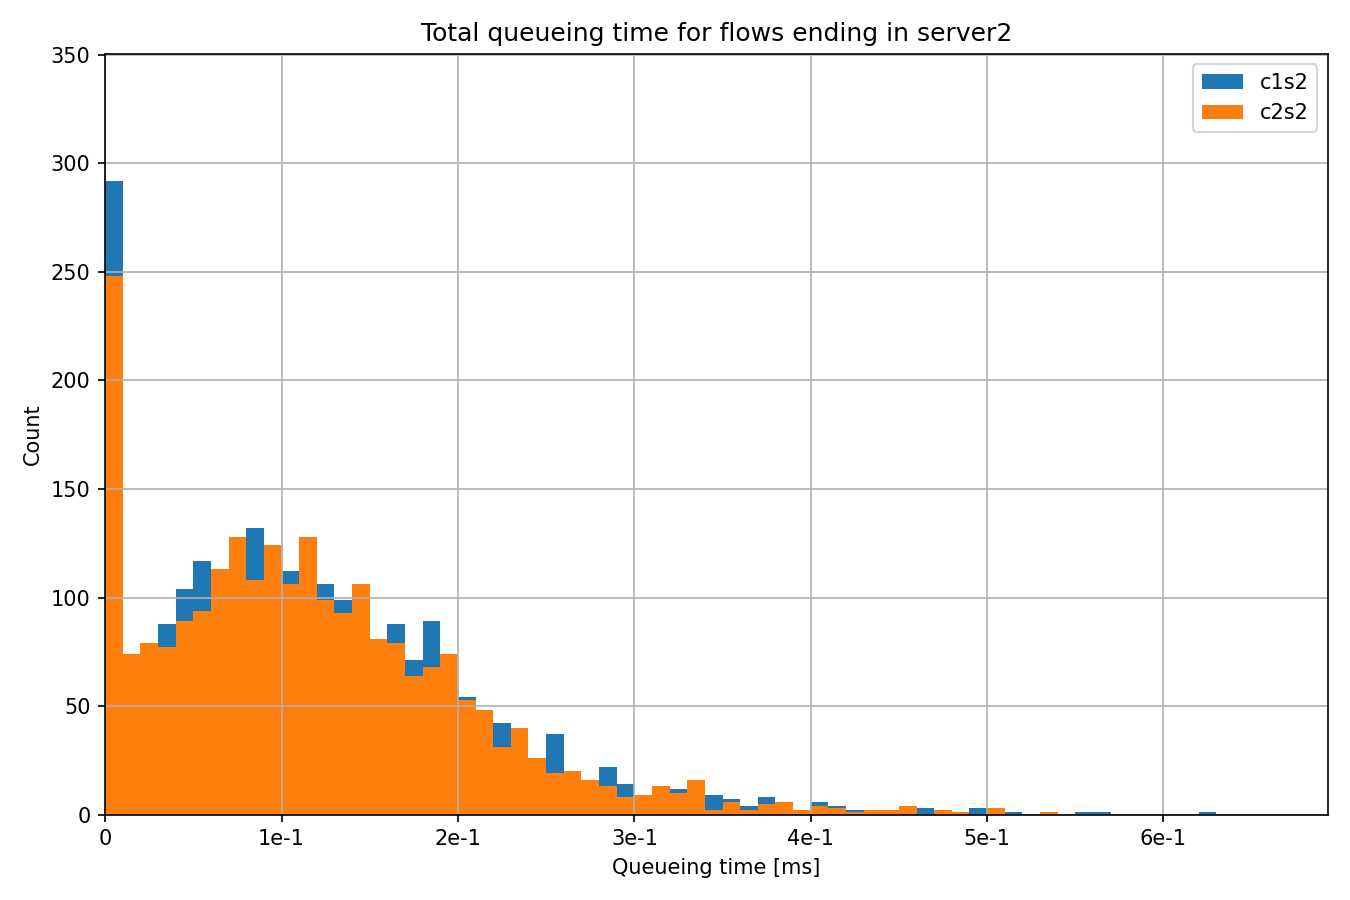 Total queueing time for flows ending in server2
350
300
250
200
150
100
50
0
Count
c1s2
c2s2
0 1e-1 2e-1 3e-1 4e-1 5e-1 6e-1
Queueing time [ms]